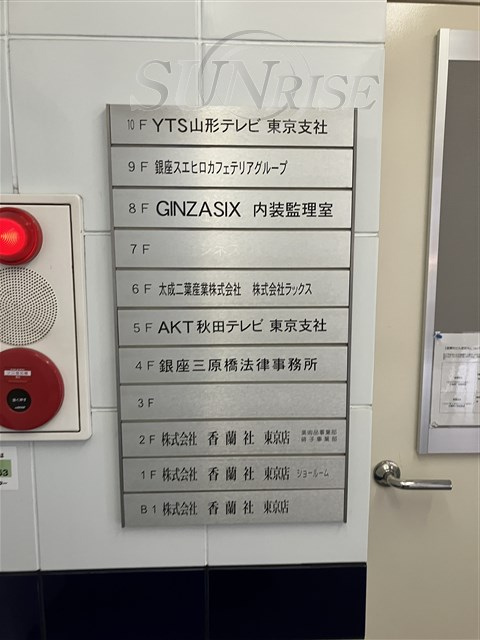 SUNRISE
10F YTS山形テレビ 東京支社
9F 銀座スエヒロカフェテリアグループ
8F GINZASIX 内装監理室
7F
6F 太成二葉産業株式会社 株式会社ラックス
5F AKT秋田テレビ 東京支社
4F 銀座三原橋法律事務所
3F
2F 株式会社 香蘭社 東京店
1F 株式会社 香蘭社 東京店 ショールーム
B1 株式会社 香蘭社 東京店